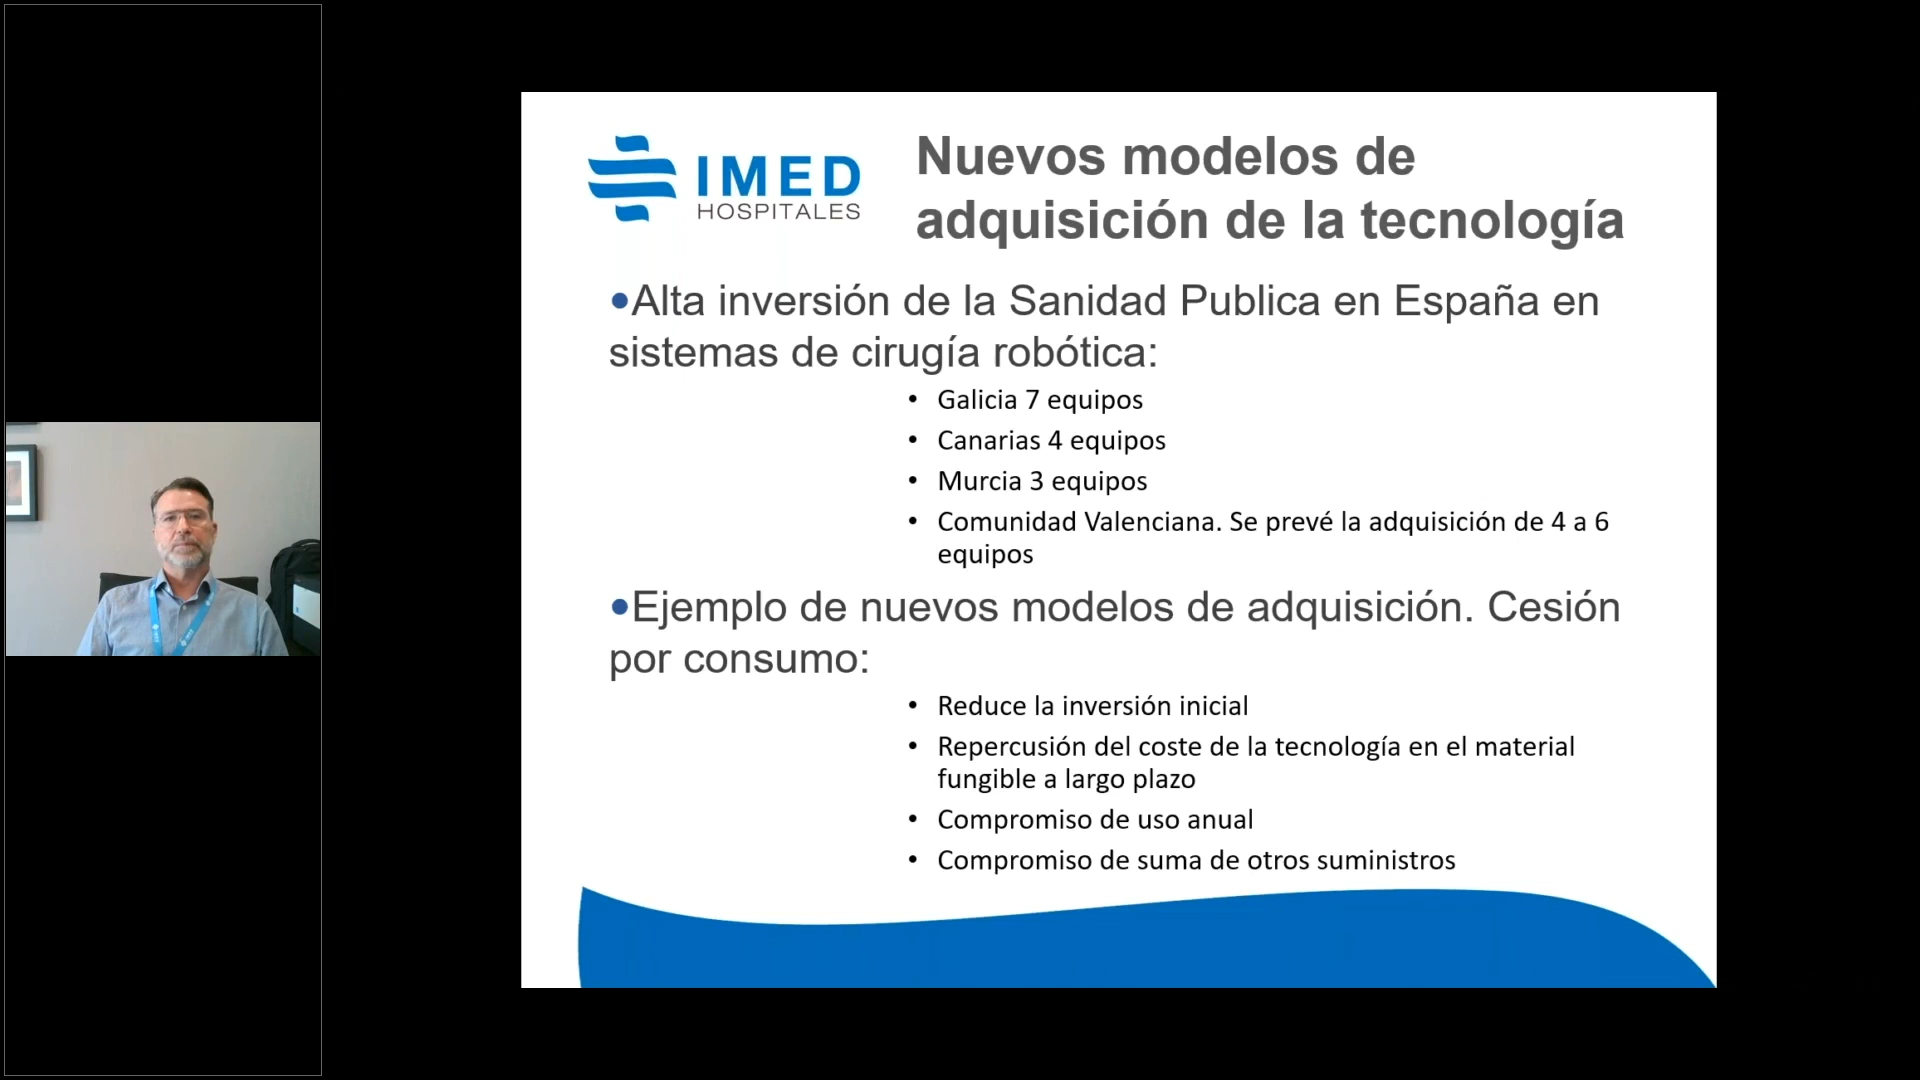 IMED
HOSPITALES
Nuevos modelos de
adquisición de la tecnología
•Alta inversión de la Sanidad Publica en España en
sistemas de cirugía robótica:
• Galicia 7 equipos
• Canarias 4 equipos
• Murcia 3 equipos
• Comunidad Valenciana. Se prevé la adquisición de 4 a 6
equipos
•Ejemplo de nuevos modelos de adquisición. Cesión
por consumo:
• Reduce la inversión inicial
• Repercusión del coste de la tecnología en el material
fungible a largo plazo
• Compromiso de uso anual
• Compromiso de suma de otros suministros